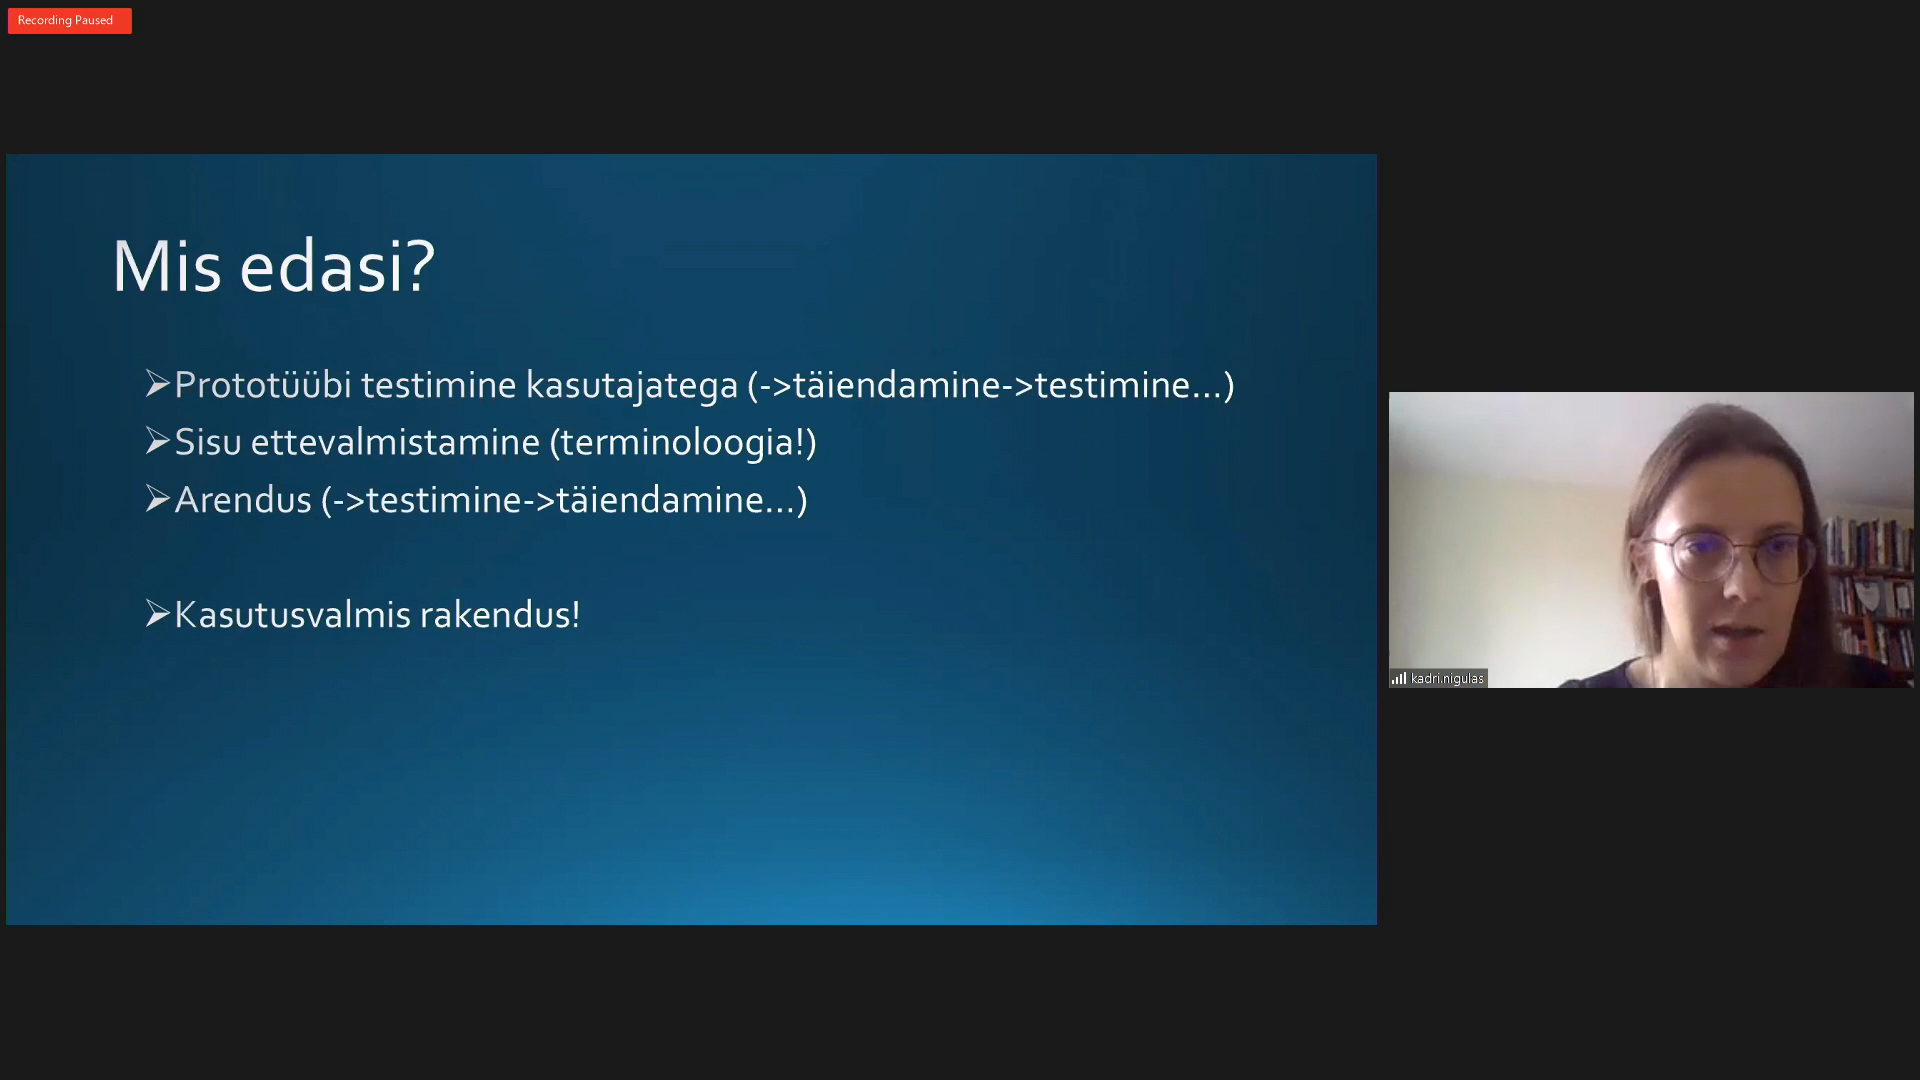 Recording Paused
Mis edasi?
➢Prototüübi testimine kasutajatega (->täiendamine->testimine...)
➢Sisu ettevalmistamine (terminoloogia!)
➢Arendus (->testimine->täiendamine...)
➢Kasutusvalmis rakendus!
kadri.nigulas